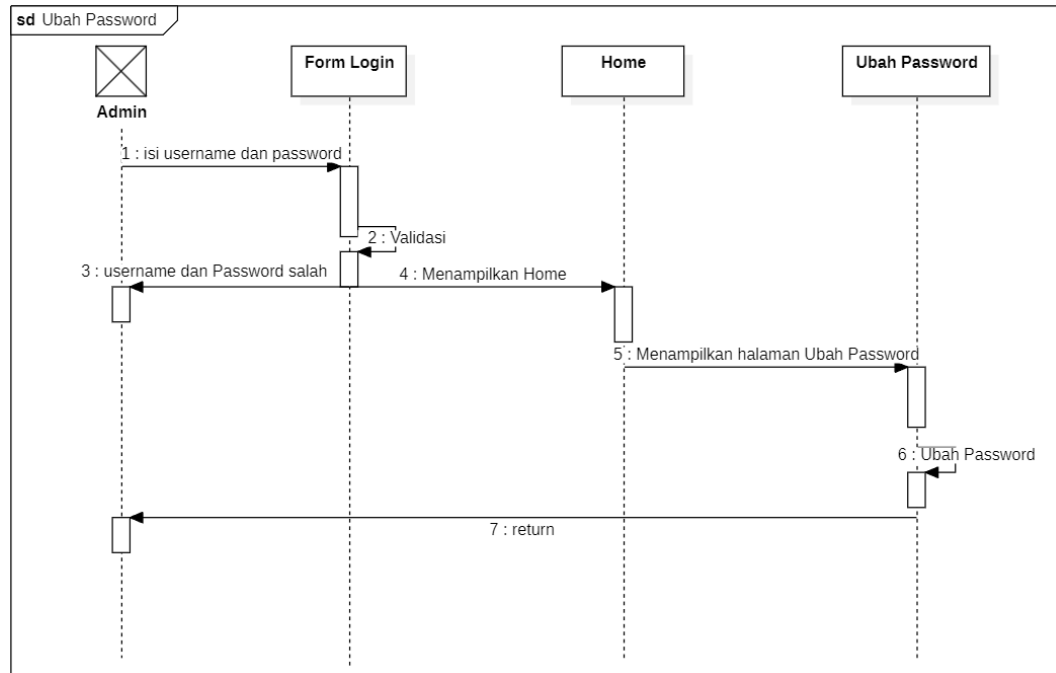 sd Ubah Password
Form Login
Home
Ubah Password
Admin
1 : isi username dan password
2 : Validasi
3 : username dan Password salah
4 : Menampilkan Home
5 : Menampilkan halaman Ubah Password
6 : Ubah Password
7 : return